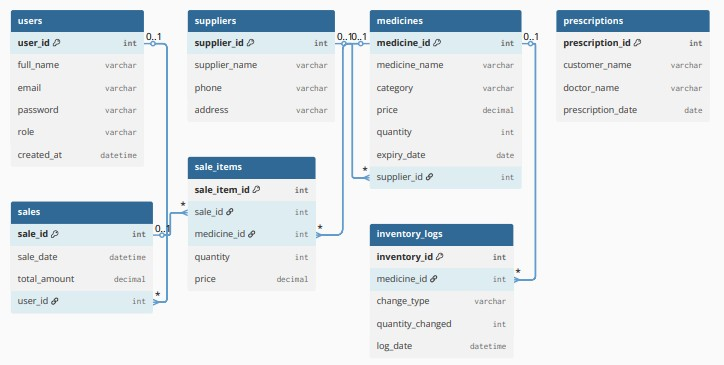 users
user_id int
full_name varchar
email varchar
password varchar
role varchar
created_at datetime
0..1
suppliers
supplier_id int
supplier_name varchar
phone varchar
address varchar
0..1
0..1
medicines
medicine_id int
medicine_name varchar
category varchar
price decimal
quantity int
expiry_date date
supplier_id int
0..1
*
prescriptions
prescription_id int
customer_name varchar
doctor_name varchar
prescription_date date
sales
sale_id int
sale_date datetime
total_amount decimal
user_id int
0..1
*
sale_items
sale_item_id int
sale_id int
medicine_id int
quantity int
price decimal
*
*
inventory_logs
inventory_id int
medicine_id int
change_type varchar
quantity_changed int
log_date datetime
*